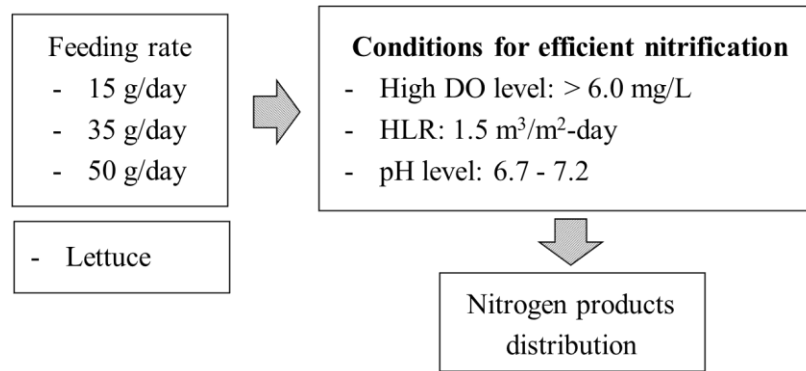 Feeding rate
- 15 g/day
- 35 g/day
- 50 g/day
- Lettuce
Conditions for efficient nitrification
- High DO level: > 6.0 mg/L
- HLR: 1.5 m³/m²-day
- pH level: 6.7 - 7.2
Nitrogen products
distribution